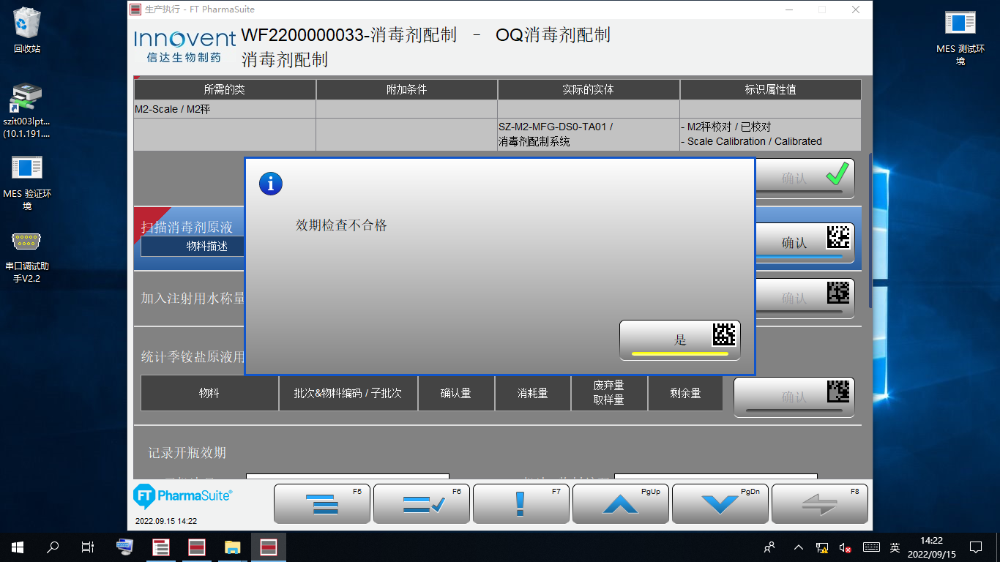 生产执行 - FT PharmaSuite
回收站
szit003lpt...
(10.1.191....
MES 验证环
境
串口调试助
手V2.2
MES 测试环
境
Innovent
信达生物制药
WF2200000033-消毒剂配制 - OQ消毒剂配制
消毒剂配制
所需的类 附加条件 实际的实体 标识属性值
M2-Scale / M2秤
SZ-M2-MFG-DS0-TA01 /
消毒剂配制系统
- M2秤校对 / 已校对
- Scale Calibration / Calibrated
确认
扫描消毒剂原液
物料描述
确认
效期检查不合格
是
加入注射用水称量
确认
统计季铵盐原液用
物料 批次&物料编码 / 子批次 确认量 消耗量 废弃量 取样量 剩余量
确认
记录开瓶效期
FT PharmaSuite
2022.09.15 14:22
F5 F6 F7 PgUp PgDn F8
英
14:22
2022/09/15